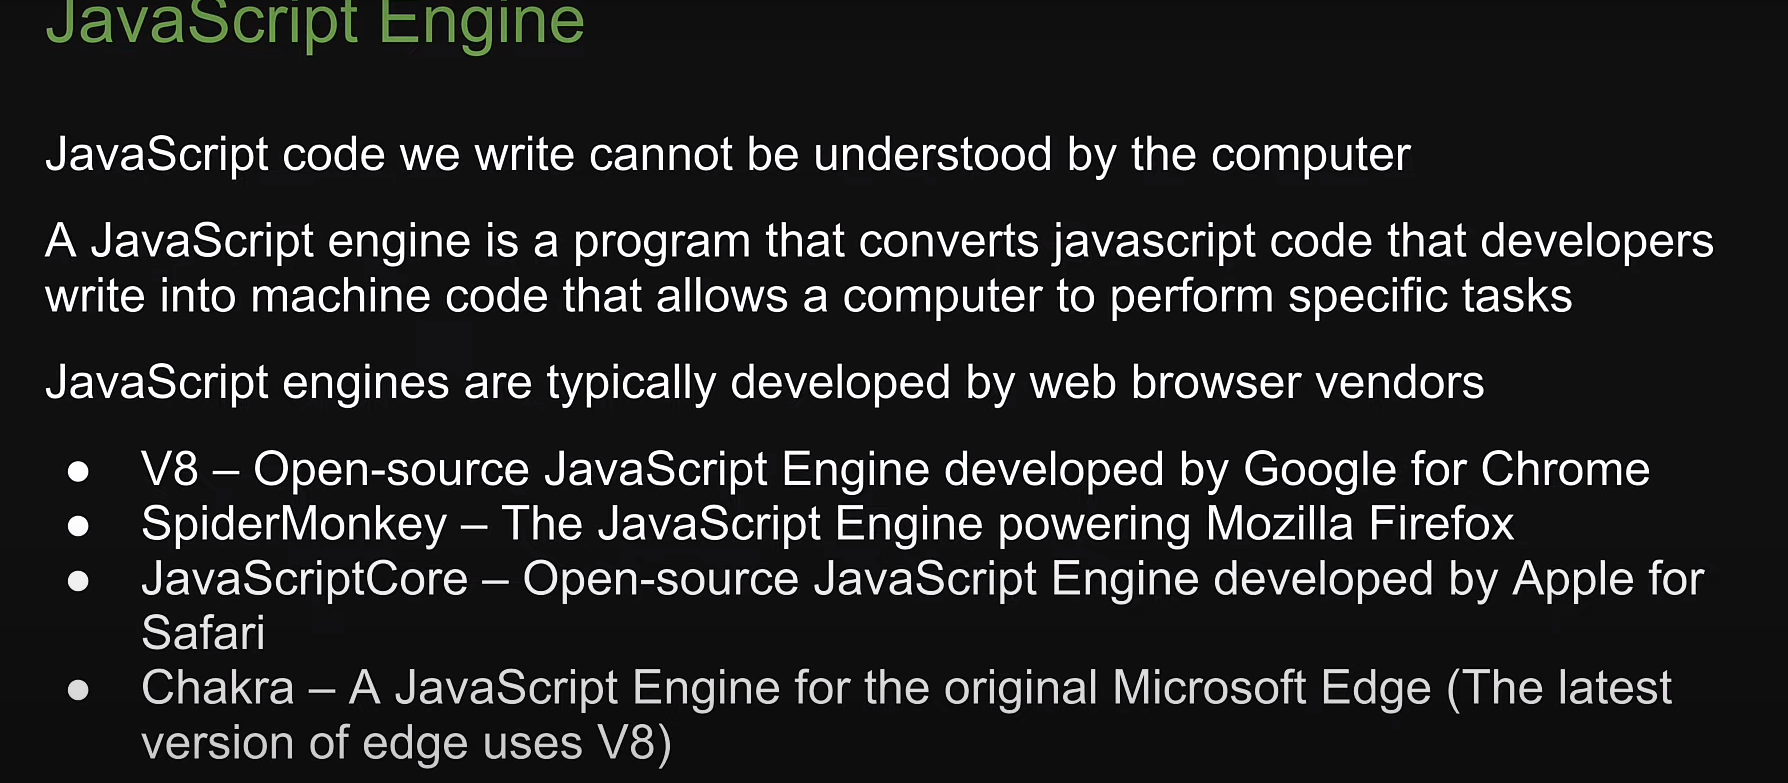 JavaScript Engine
JavaScript code we write cannot be understood by the computer
A JavaScript engine is a program that converts javascript code that developers
write into machine code that allows a computer to perform specific tasks
JavaScript engines are typically developed by web browser vendors
● V8 – Open-source JavaScript Engine developed by Google for Chrome
● SpiderMonkey – The JavaScript Engine powering Mozilla Firefox
● JavaScriptCore – Open-source JavaScript Engine developed by Apple for
Safari
● Chakra – A JavaScript Engine for the original Microsoft Edge (The latest
version of edge uses V8)